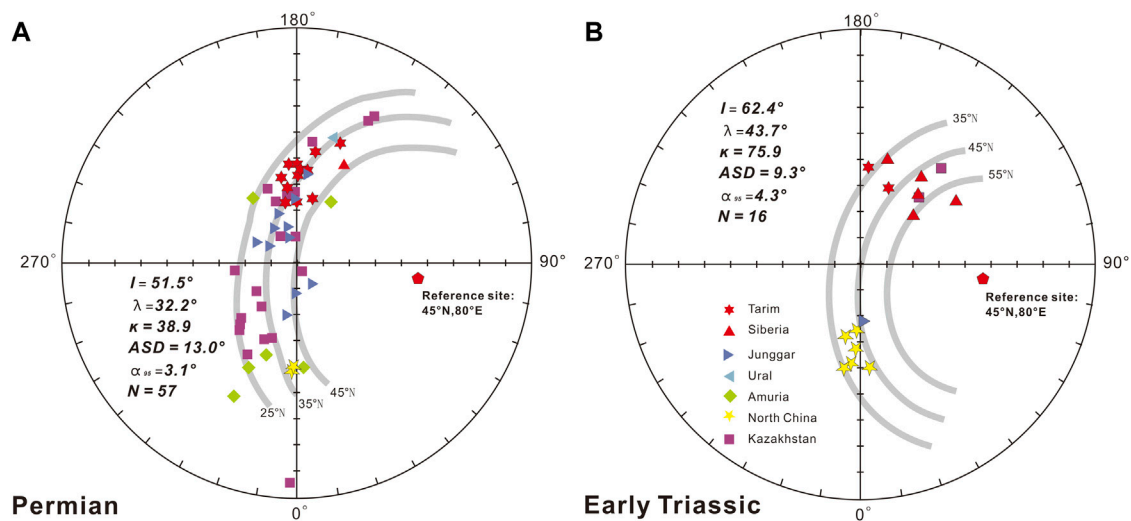 A
180°
270°
90°
0°
I = 51.5°
λ = 32.2°
κ = 38.9
ASD = 13.0°
α 95 = 3.1°
N = 57
Reference site:
45°N,80°E
25°N
35°N
45°N
Permian
B
180°
270°
90°
0°
I = 62.4°
λ = 43.7°
κ = 75.9
ASD = 9.3°
α 95 = 4.3°
N = 16
35°N
45°N
55°N
Reference site:
45°N,80°E
Tarim
Siberia
Junggar
Ural
Amuria
North China
Kazakhstan
Early Triassic